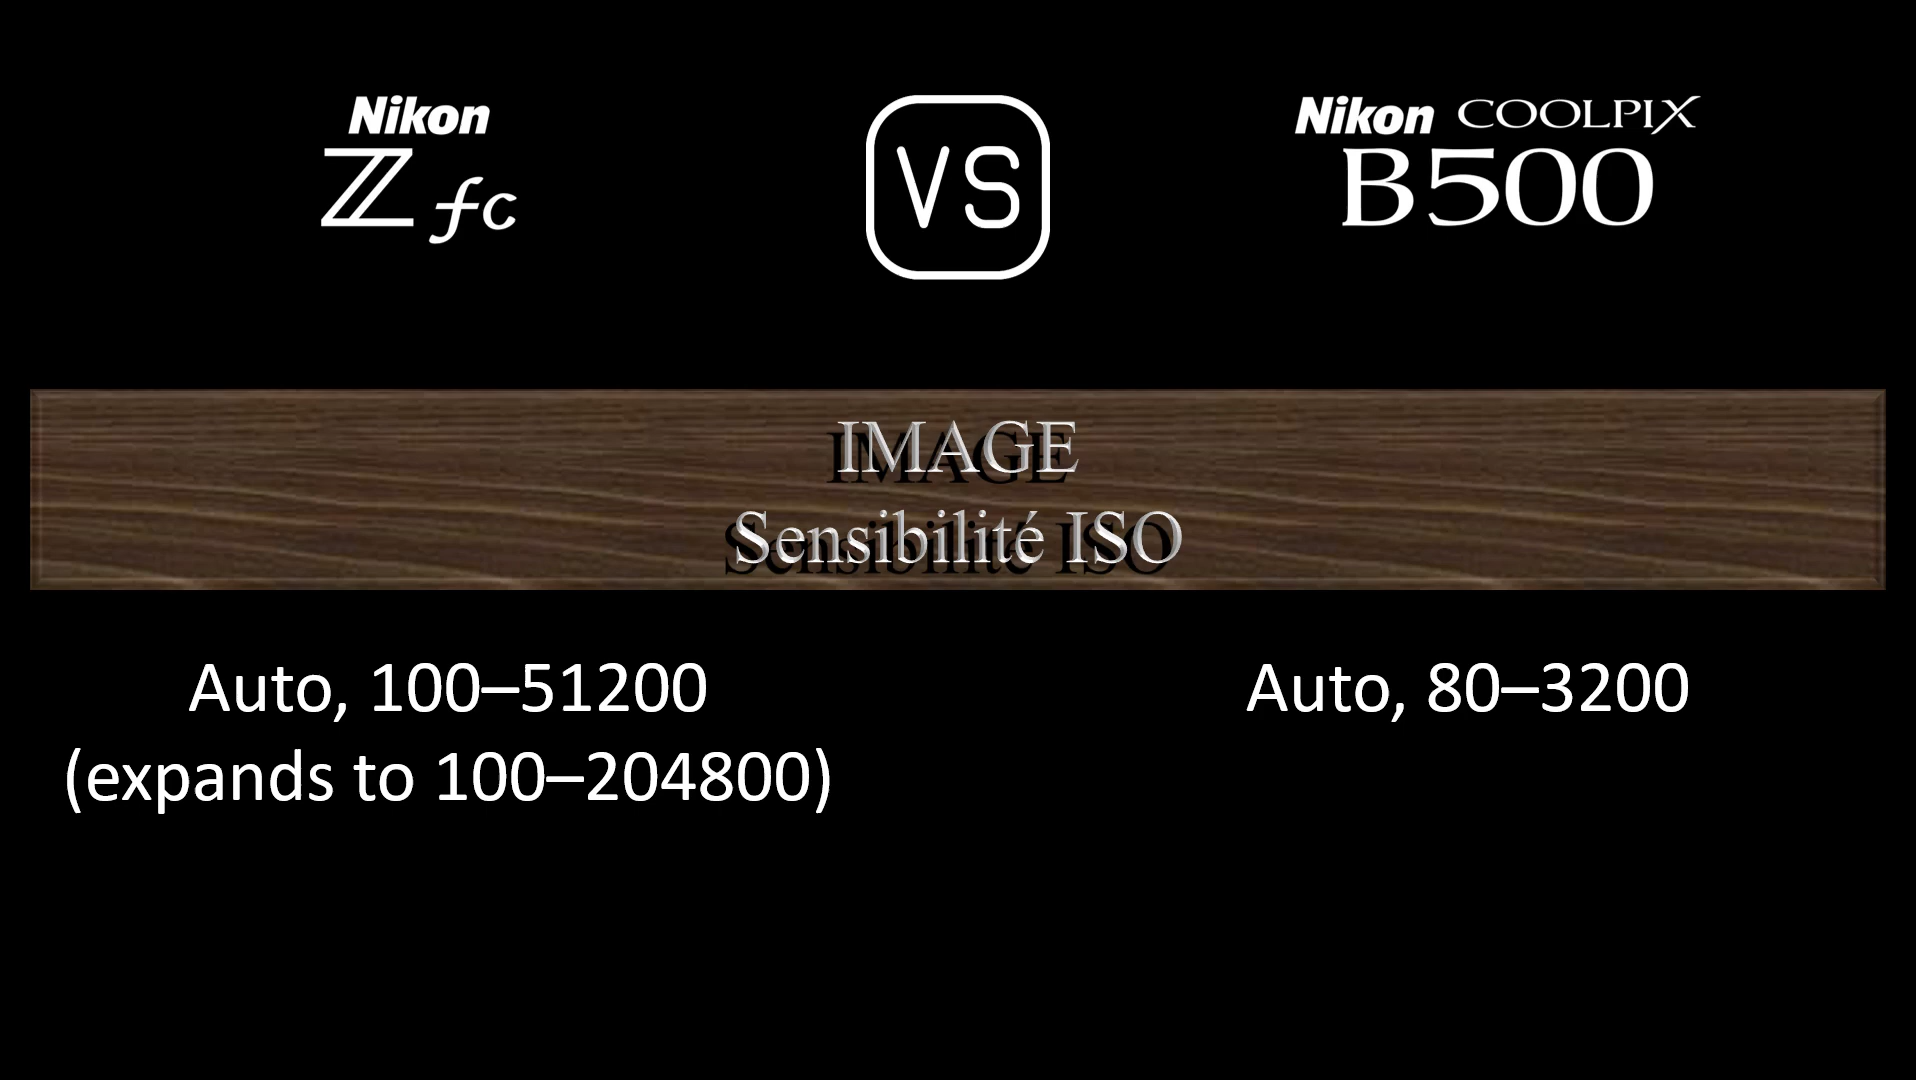 Nikon
Z fc
VS
Nikon COOLPIX
B500
IMAGE
Sensibilité ISO
Auto, 100–51200
(expands to 100–204800)
Auto, 80–3200